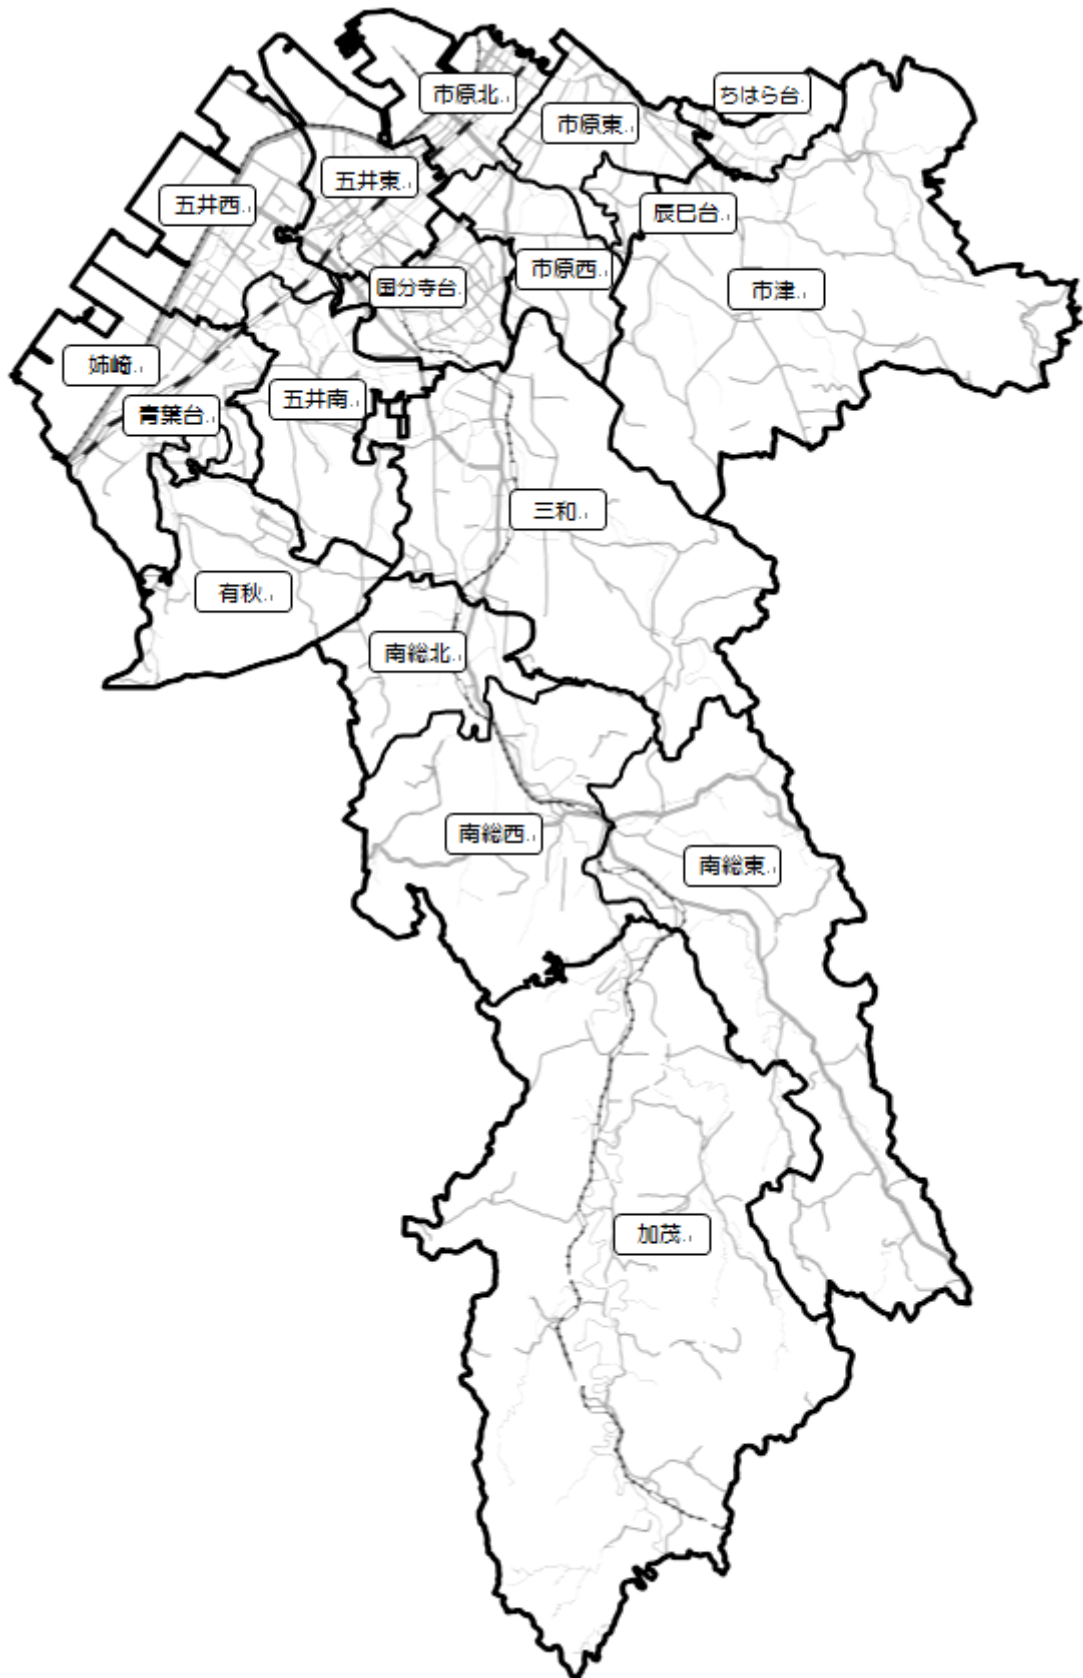 市原北
ちはら台
市原東
五井東
五井西
辰巳台
市原西
国分寺台
市津
姉崎
五井南
青葉台
三和
有秋
南総北
南総西
南総東
加茂